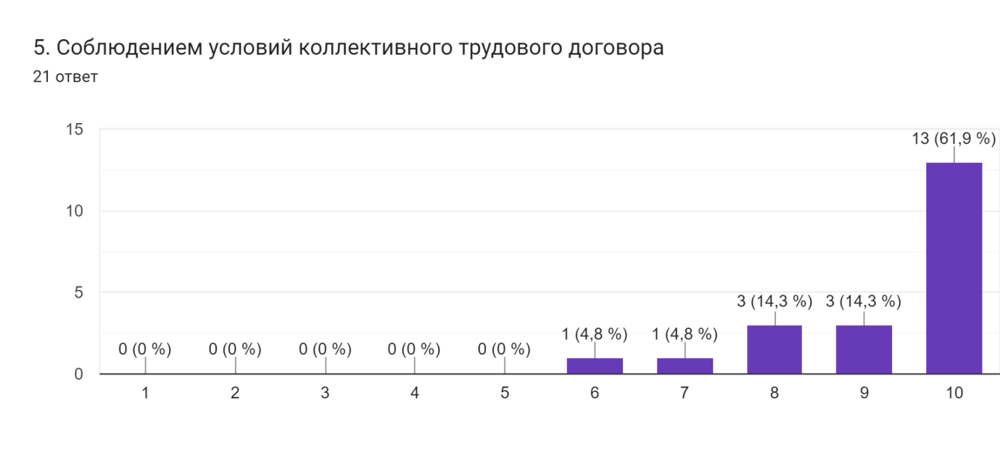 5. Соблюдением условий коллективного трудового договора
21 ответ
15
13 (61,9 %)
10
5
3 (14,3 %) 3 (14,3 %)
1 (4,8 %) 1 (4,8 %)
0 (0 %) 0 (0 %) 0 (0 %) 0 (0 %) 0 (0 %)
0
1 2 3 4 5 6 7 8 9 10